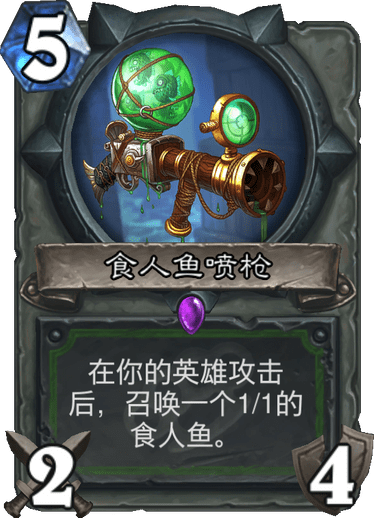 5
食人鱼喷枪
在你的英雄攻击
后，召唤一个1/1的
食人鱼。
2
4